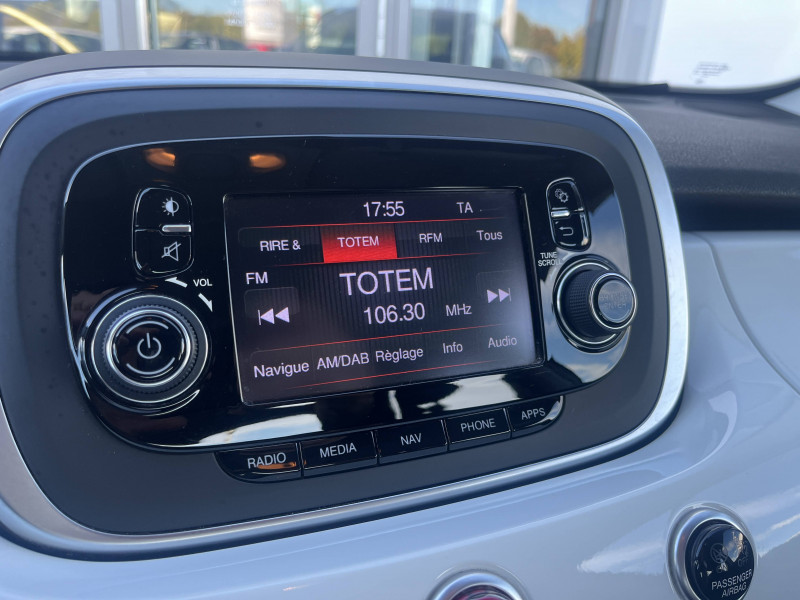 17:55 TA
RIRE & TOTEM RFM Tous
FM
TOTEM
106.30 MHz
Navigue AM/DAB Règlage Info Audio
VOL
TUNE
SCROLL
RADIO MEDIA NAV PHONE APPS
PASSENGER
AIRBAG